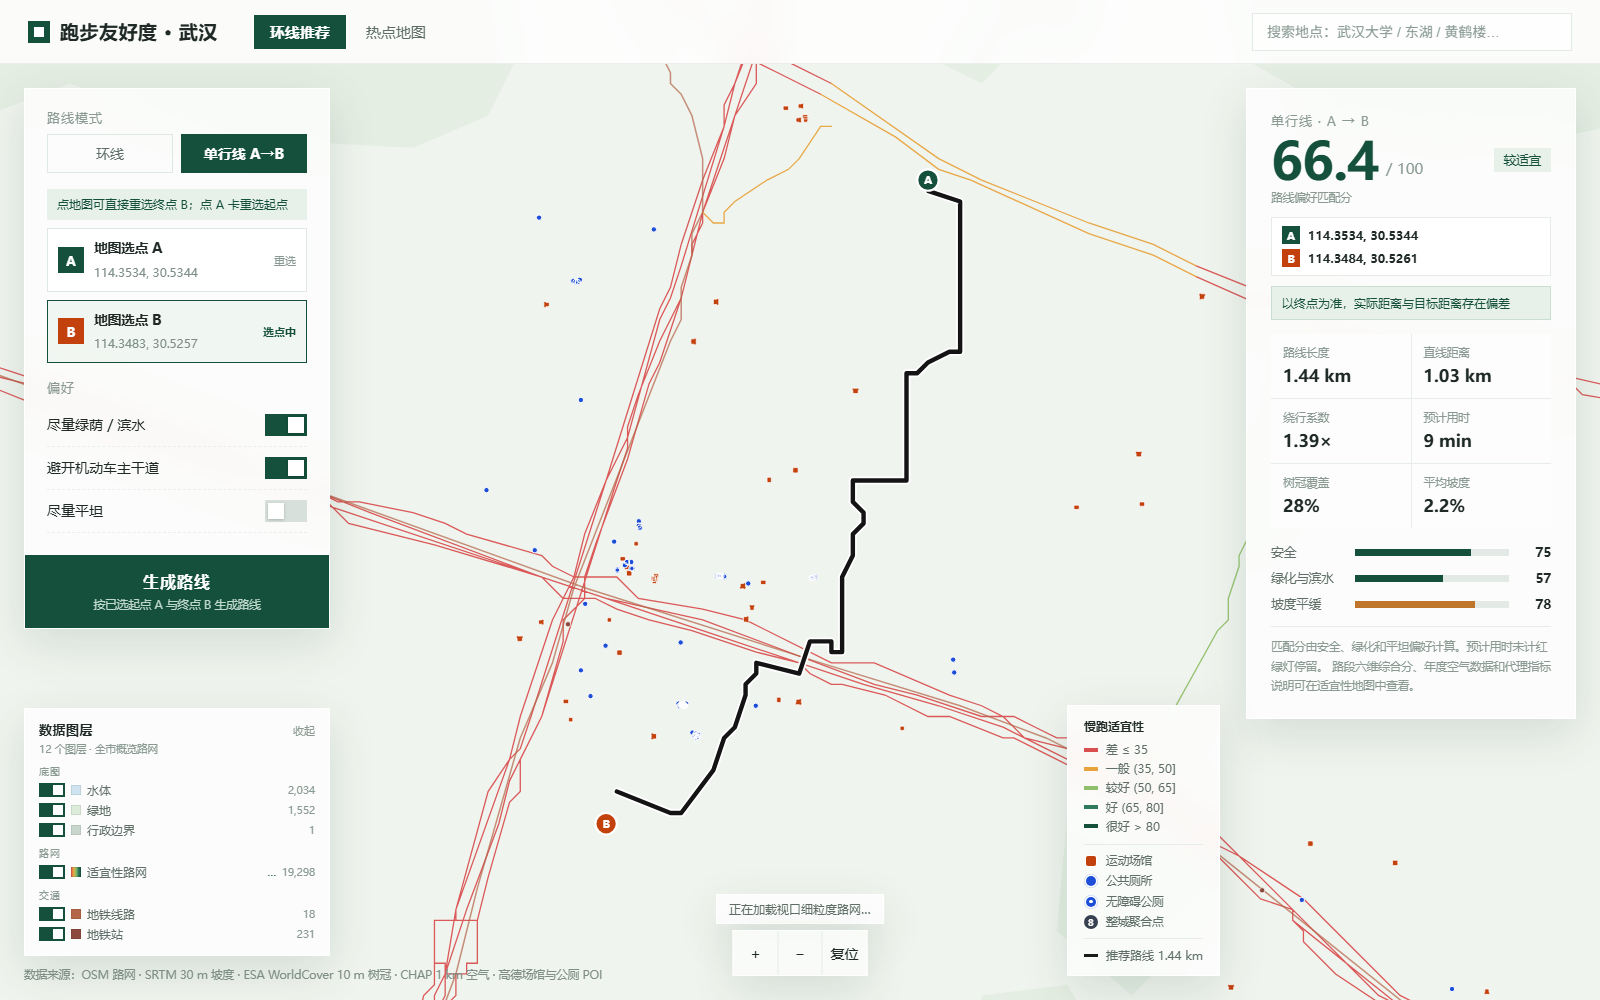 跑步友好度・武汉
环线推荐
热点地图
搜索地点：武汉大学 / 东湖 / 黄鹤楼...
路线模式
环线
单行线 A→B
点地图可直接重选终点 B；点 A 卡重选起点
A
地图选点 A
114.3534, 30.5344
重选
B
地图选点 B
114.3483, 30.5257
选点中
偏好
尽量绿荫 / 滨水
避开机动车主干道
尽量平坦
生成路线
按已选起点 A 与终点 B 生成路线
数据图层
收起
12 个图层 · 全市概览路网
底图
水体
2,034
绿地
1,552
行政边界
1
路网
适宜性路网
... 19,298
交通
地铁线路
18
地铁站
231
数据来源：OSM 路网 · SRTM 30 m 坡度 · ESA WorldCover 10 m 树冠 · CHAP 1 km 空气 · 高德场馆与公厕 POI
A
B
正在加载视口细粒度路网...
+
−
复位
慢跑适宜性
差 ≤ 35
一般 (35, 50]
较好 (50, 65]
好 (65, 80]
很好 > 80
运动场馆
公共厕所
无障碍公厕
8
整城聚合点
推荐路线 1.44 km
单行线 · A → B
66.4 / 100
较适宜
路线偏好匹配分
A 114.3534, 30.5344
B 114.3484, 30.5261
以终点为准，实际距离与目标距离存在偏差
路线长度
1.44 km
直线距离
1.03 km
绕行系数
1.39×
预计用时
9 min
树冠覆盖
28%
平均坡度
2.2%
安全
75
绿化与滨水
57
坡度平缓
78
匹配分由安全、绿化和平坦偏好计算。预计用时未计红
绿灯停留。 路段六维综合分、年度空气数据和代理指标
说明可在适宜性地图中查看。